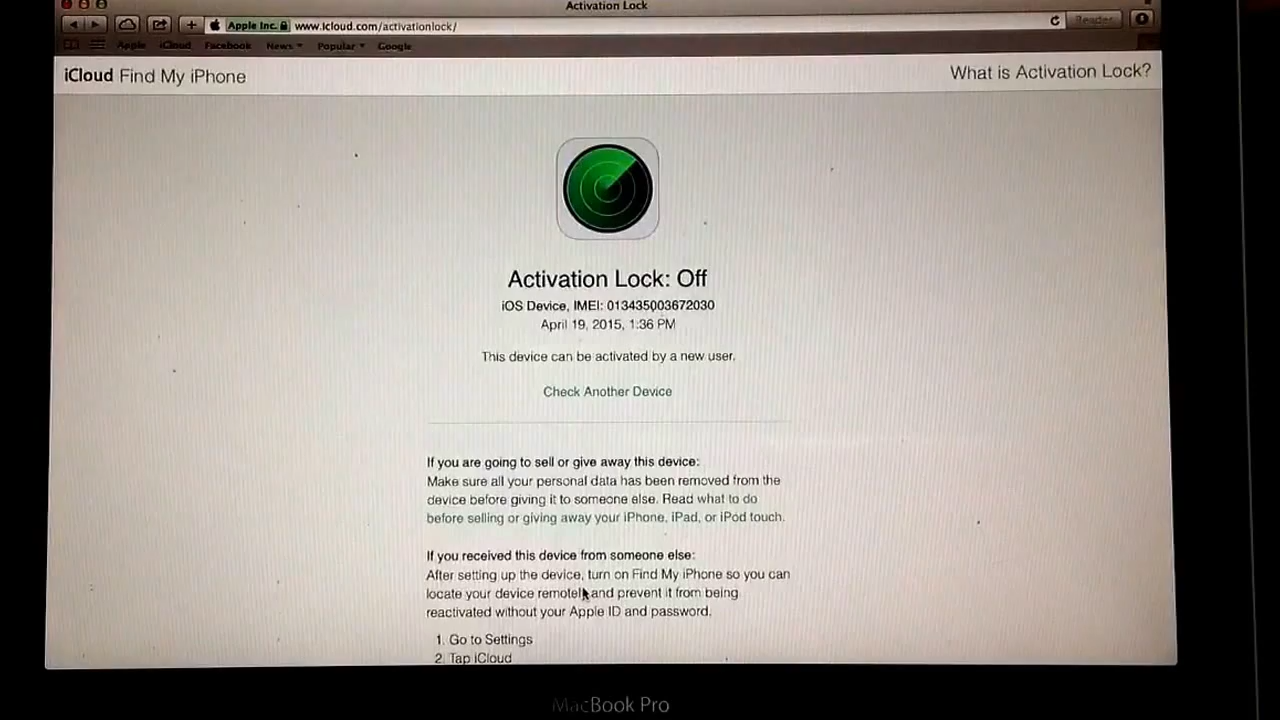 Activation Lock
Apple Inc. www.icloud.com/activationlock/ Reader
Apple iCloud Facebook News Popular Google
iCloud Find My iPhone What is Activation Lock?
Activation Lock: Off
iOS Device, IMEI: 013435003672030
April 19, 2015, 1:36 PM
This device can be activated by a new user.
Check Another Device
If you are going to sell or give away this device:
Make sure all your personal data has been removed from the
device before giving it to someone else. Read what to do
before selling or giving away your iPhone, iPad, or iPod touch.
If you received this device from someone else:
After setting up the device, turn on Find My iPhone so you can
locate your device remotely and prevent it from being
reactivated without your Apple ID and password.
1. Go to Settings
2. Tap iCloud
MacBook Pro